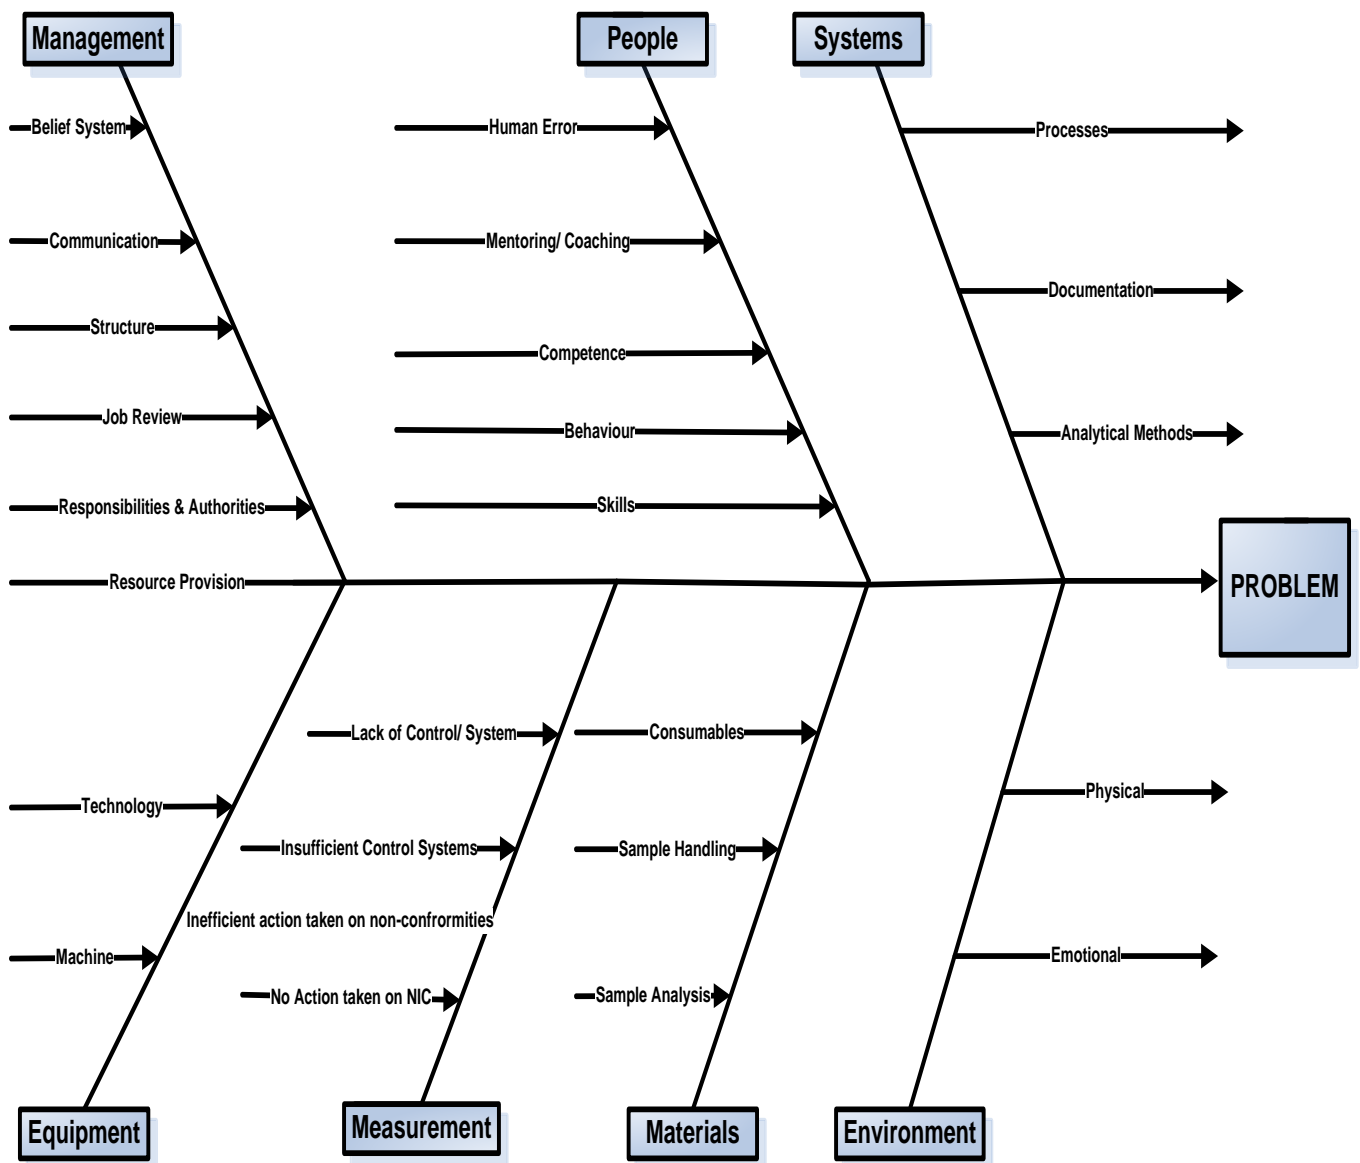 Management
People
Systems
Belief System
Human Error
Processes
Communication
Mentoring/ Coaching
Documentation
Structure
Competence
Job Review
Behaviour
Analytical Methods
Responsibilities & Authorities
Skills
Resource Provision
PROBLEM
Lack of Control/ System
Consumables
Technology
Physical
Insufficient Control Systems
Sample Handling
Inefficient action taken on non-confrormities
Machine
Emotional
No Action taken on NIC
Sample Analysis
Equipment
Measurement
Materials
Environment